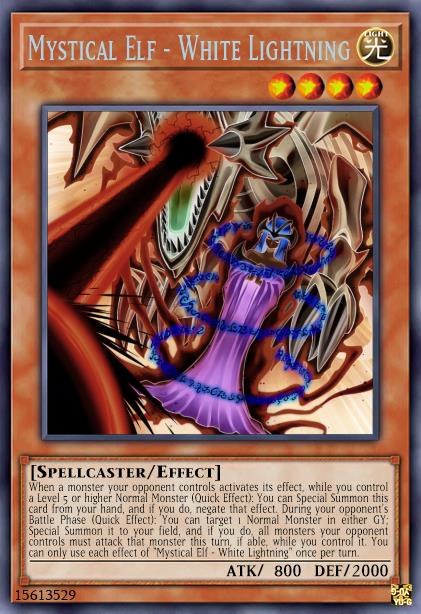 Mystical Elf - White Lightning
LIGHT
光
[Spellcaster/Effect]
When a monster your opponent controls activates its effect, while you control
a Level 5 or higher Normal Monster (Quick Effect): You can Special Summon this
card from your hand, and if you do, negate that effect. During your opponent's
Battle Phase (Quick Effect): You can target 1 Normal Monster in either GY;
Special Summon it to your field, and if you do, all monsters your opponent
controls must attack that monster this turn, if able, while you control it. You
can only use each effect of "Mystical Elf - White Lightning" once per turn.
ATK/ 800 DEF/2000
15613529